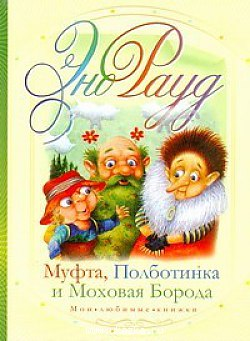 Эно Рауд
Муфта, Полботинка
и Моховая Борода
Мои•любимые•книжки